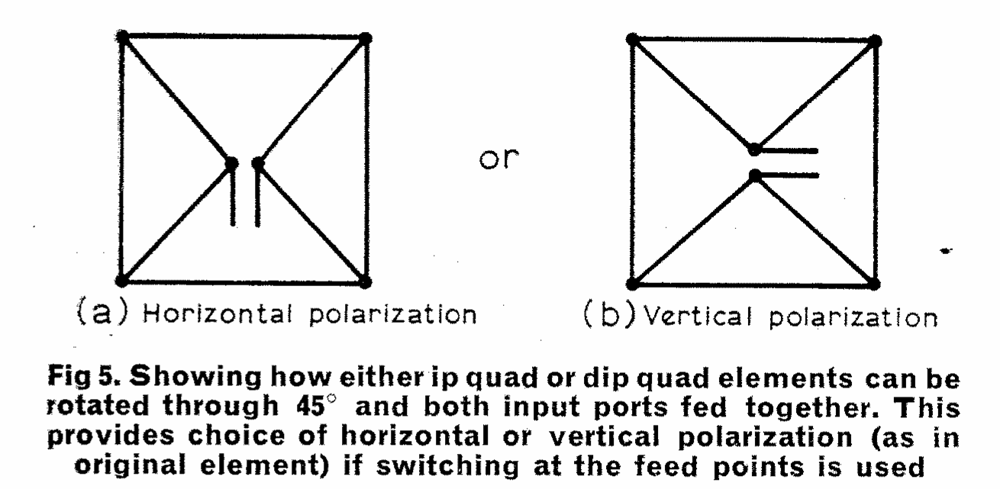 or
(a) Horizontal polarization
(b) Vertical polarization
Fig 5. Showing how either ip quad or dip quad elements can be
rotated through 45° and both input ports fed together. This
provides choice of horizontal or vertical polarization (as in
original element) if switching at the feed points is used